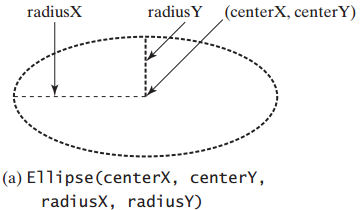 radiusX radiusY (centerX, centerY)
(a) Ellipse(centerX, centerY,
radiusX, radiusY)